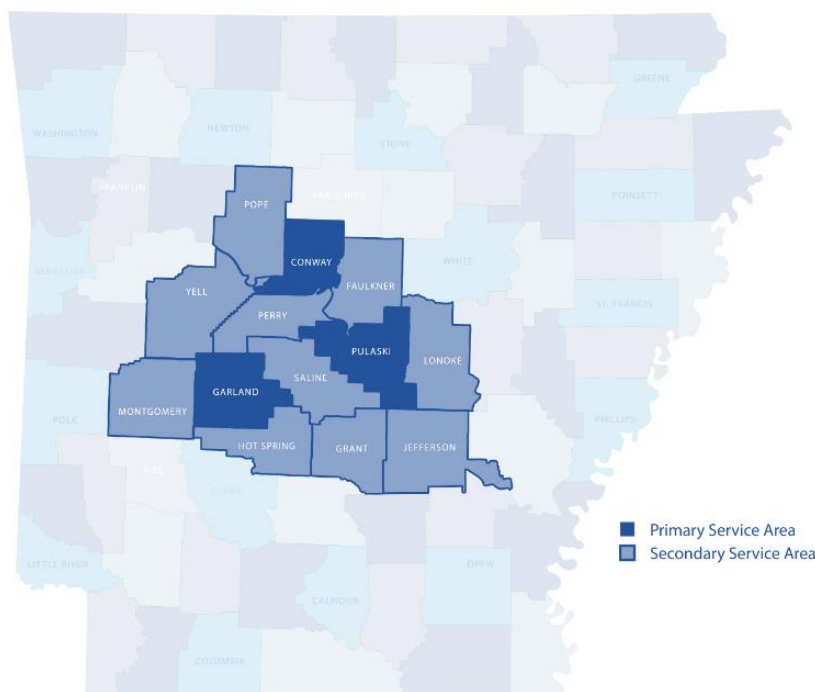 GREENE
WASHINGTON
NEWTON
STONE
FRANKLIN
VAN BUREN
POINSETT
POPE
CONWAY
WHITE
SEBASTIAN
YELL
FAULKNER
ST. FRANCIS
PERRY
PULASKI
LONOKE
SALINE
GARLAND
MONTGOMERY
POLK
PHILLIPS
HOT SPRING
GRANT
JEFFERSON
PIKE
CLARK
Primary Service Area
Secondary Service Area
LITTLE RIVER
DREW
CALHOUN
COLUMBIA